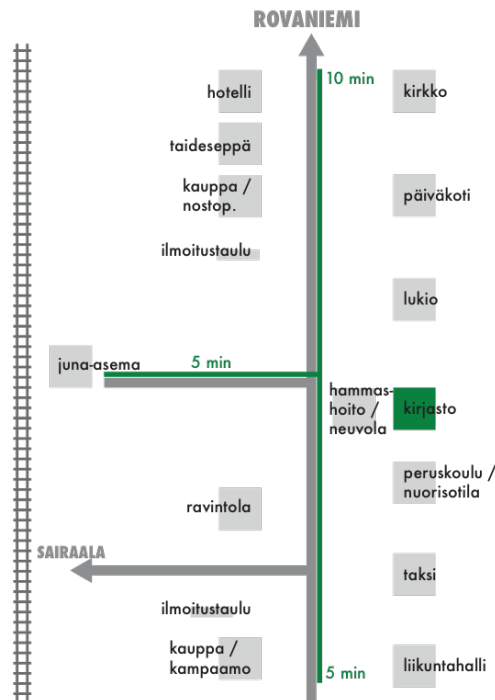 ROVANIEMI
10 min
hotelli
kirkko
taideseppä
kauppa /
nostop.
päiväkoti
ilmoitustaulu
lukio
juna-asema
5 min
hammas-
hoito /
neuvola
kirjasto
peruskoulu /
nuorisotila
ravintola
SAIRAALA
taksi
ilmoitustaulu
kauppa /
kampaamo
5 min
liikuntahalli